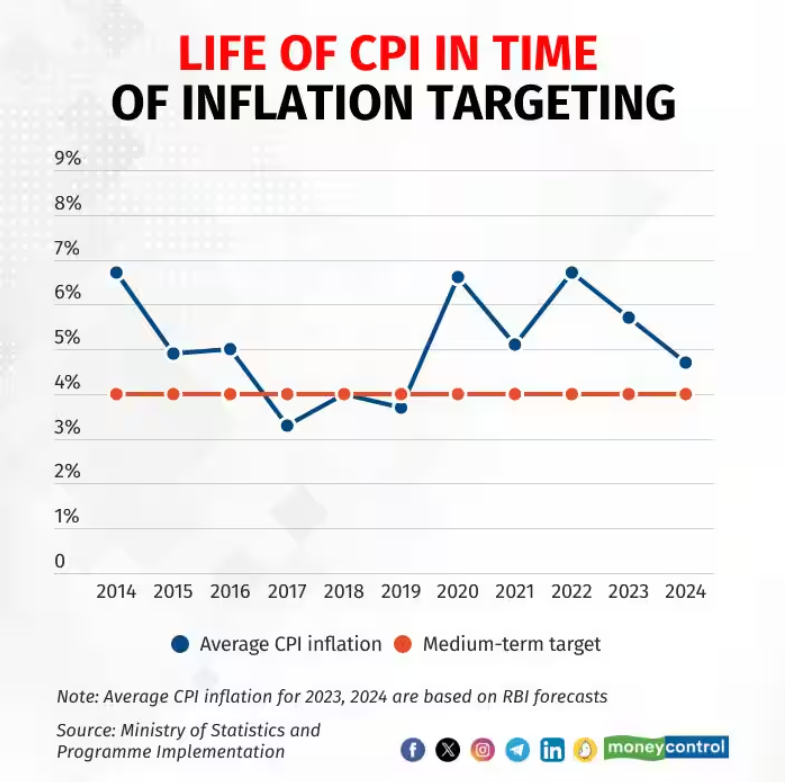 LIFE OF CPI IN TIME
OF INFLATION TARGETING
9%
8%
7%
6%
5%
4%
3%
2%
1%
0
2014 2015 2016 2017 2018 2019 2020 2021 2022 2023 2024
Average CPI inflation Medium-term target
Note: Average CPI inflation for 2023, 2024 are based on RBI forecasts
Source: Ministry of Statistics and
Programme Implementation
moneycontrol